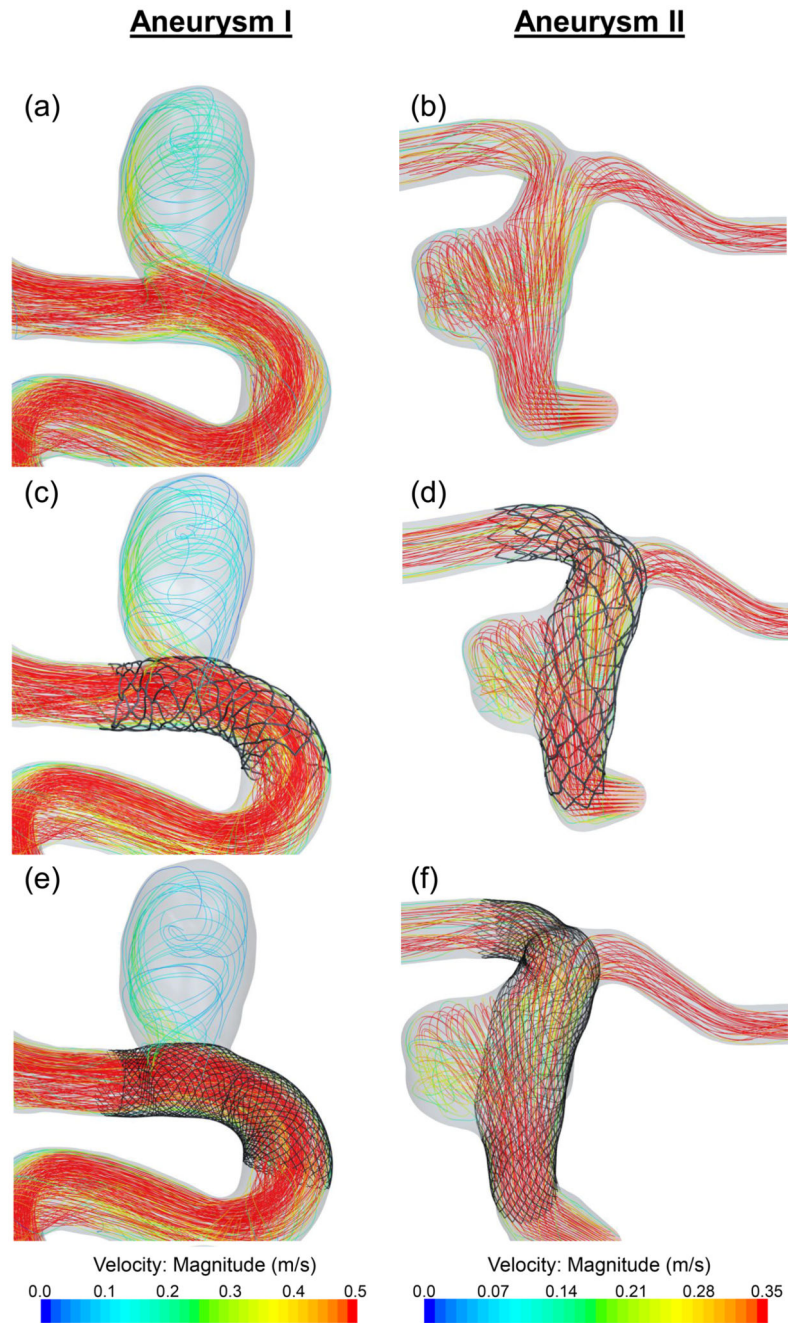 Aneurysm I Aneurysm II
(a) (b)
(c) (d)
(e) (f)
Velocity: Magnitude (m/s) Velocity: Magnitude (m/s)
0.0 0.1 0.2 0.3 0.4 0.5 0.0 0.07 0.14 0.21 0.28 0.35